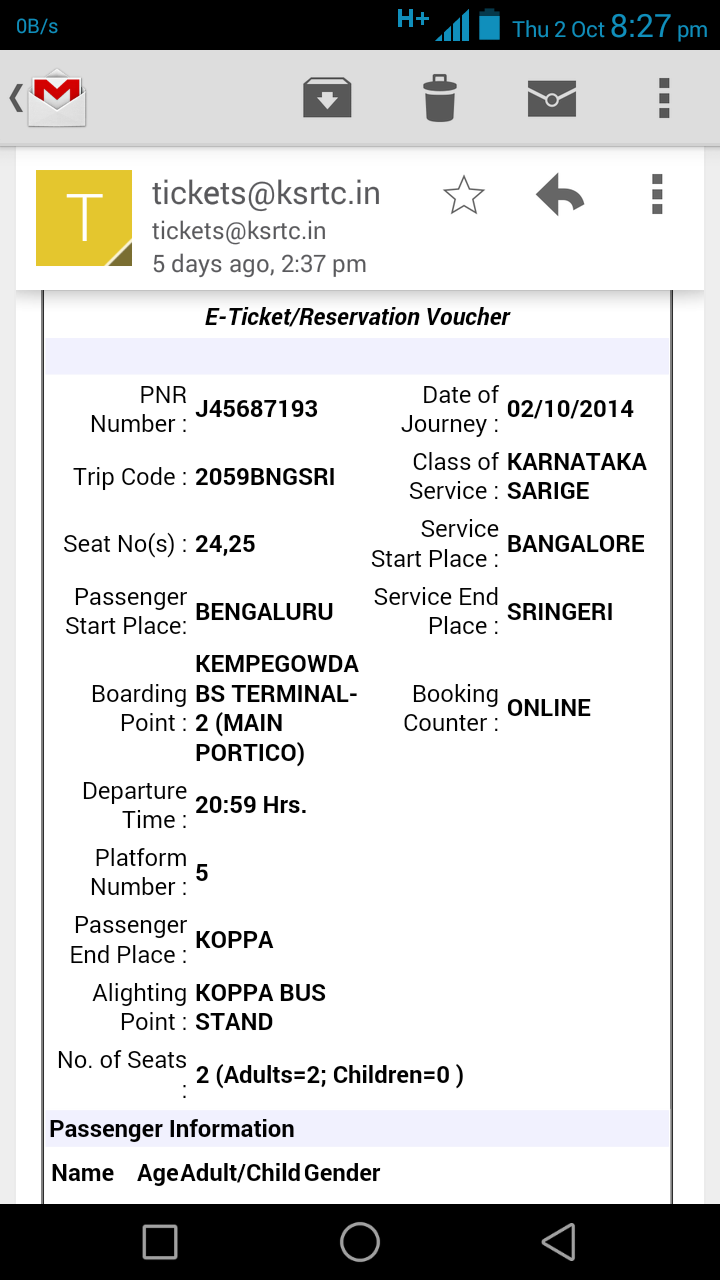 0B/s H+ Thu 2 Oct 8:27 pm
T
tickets@ksrtc.in
tickets@ksrtc.in
5 days ago, 2:37 pm
E-Ticket/Reservation Voucher
PNR Number : J45687193
Date of Journey : 02/10/2014
Trip Code : 2059BNGSRI
Class of Service : KARNATAKA SARIGE
Seat No(s) : 24,25
Service Start Place : BANGALORE
Passenger Start Place: BENGALURU
Service End Place : SRINGERI
Boarding Point : KEMPEGOWDA BS TERMINAL-2 (MAIN PORTICO)
Booking Counter : ONLINE
Departure Time : 20:59 Hrs.
Platform Number : 5
Passenger End Place : KOPPA
Alighting Point : KOPPA BUS STAND
No. of Seats : 2 (Adults=2; Children=0 )
Passenger Information
Name Age Adult/Child Gender